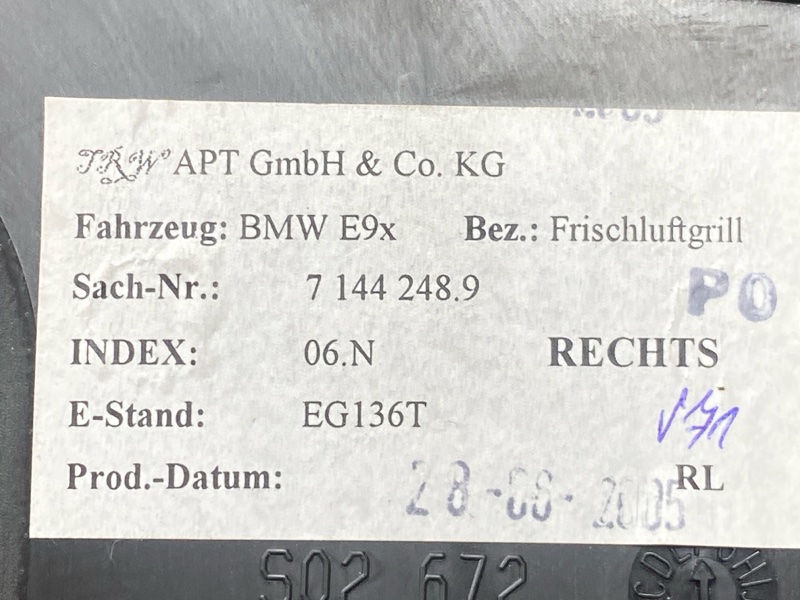 TRW APT GmbH & Co. KG
Fahrzeug: BMW E9x Bez.: Frischluftgrill
Sach-Nr.: 7 144 248.9
PO
INDEX: 06.N RECHTS
E-Stand: EG136T
Prod.-Datum: 28-08-2005 RL
S02 672